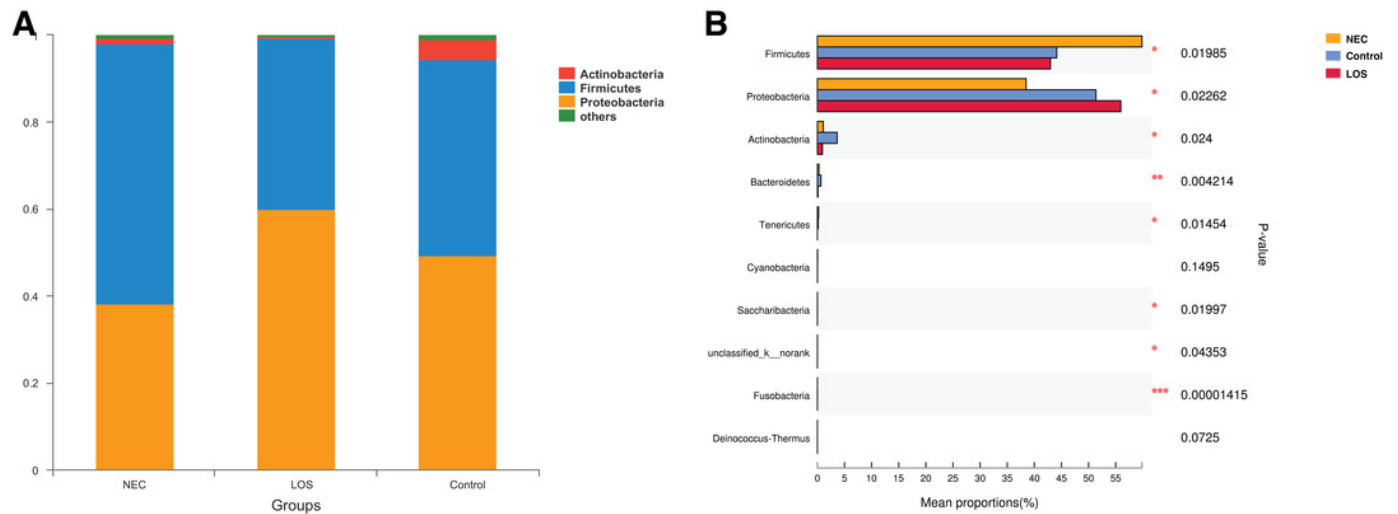 A
0.8
0.6
0.4
0.2
0
NEC
LOS
Control
Groups
Actinobacteria
Firmicutes
Proteobacteria
others
B
NEC
Control
LOS
Firmicutes
* 0.01985
Proteobacteria
* 0.02262
Actinobacteria
* 0.024
Bacteroidetes
** 0.004214
Tenericutes
* 0.01454
Cyanobacteria
0.1495
Saccharibacteria
* 0.01997
unclassified_k__norank
* 0.04353
Fusobacteria
*** 0.00001415
Deinococcus-Thermus
0.0725
P-value
0 5 10 15 20 25 30 35 40 45 50 55
Mean proportions(%)